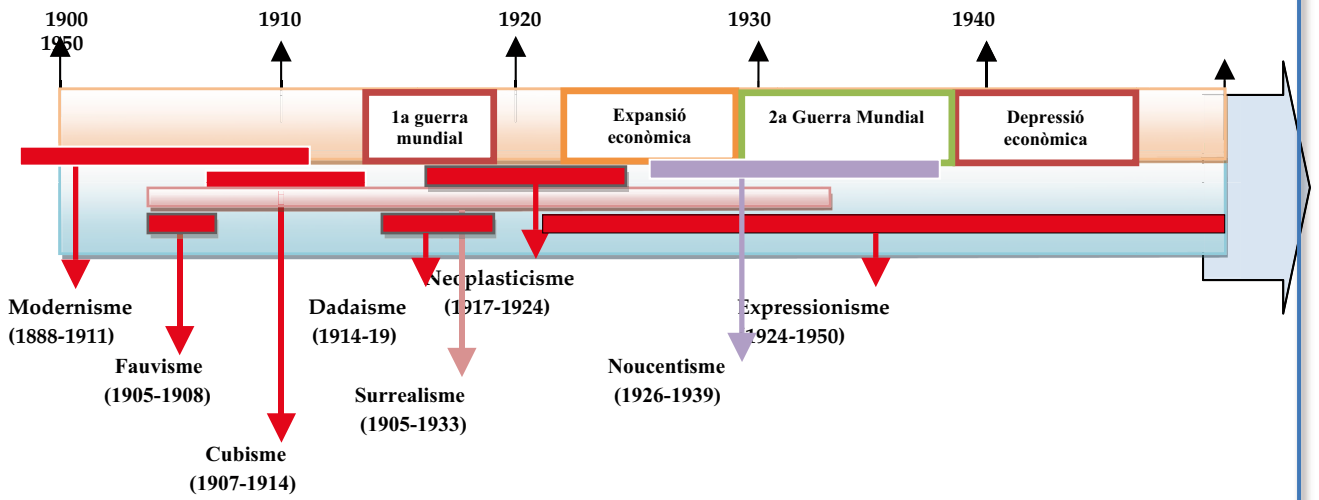 1900 1910 1920 1930 1940
1950
1a guerra
mundial
Expansió
econòmica
2a Guerra Mundial
Depressió
econòmica
Neoplasticisme
(1917-1924)
Modernisme
(1888-1911)
Dadaisme
(1914-19)
Expressionisme
(1924-1950)
Fauvisme
(1905-1908)
Noucentisme
(1926-1939)
Surrealisme
(1905-1933)
Cubisme
(1907-1914)